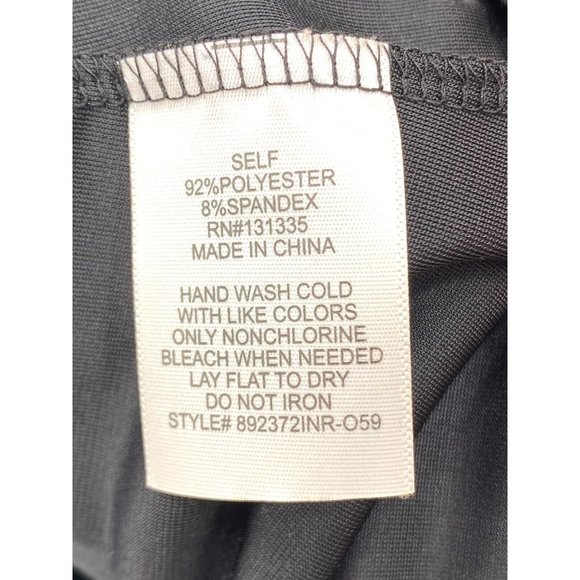 SELF
92%POLYESTER
8%SPANDEX
RN#131335
MADE IN CHINA
HAND WASH COLD
WITH LIKE COLORS
ONLY NONCHLORINE
BLEACH WHEN NEEDED
LAY FLAT TO DRY
DO NOT IRON
STYLE# 892372INR-O59